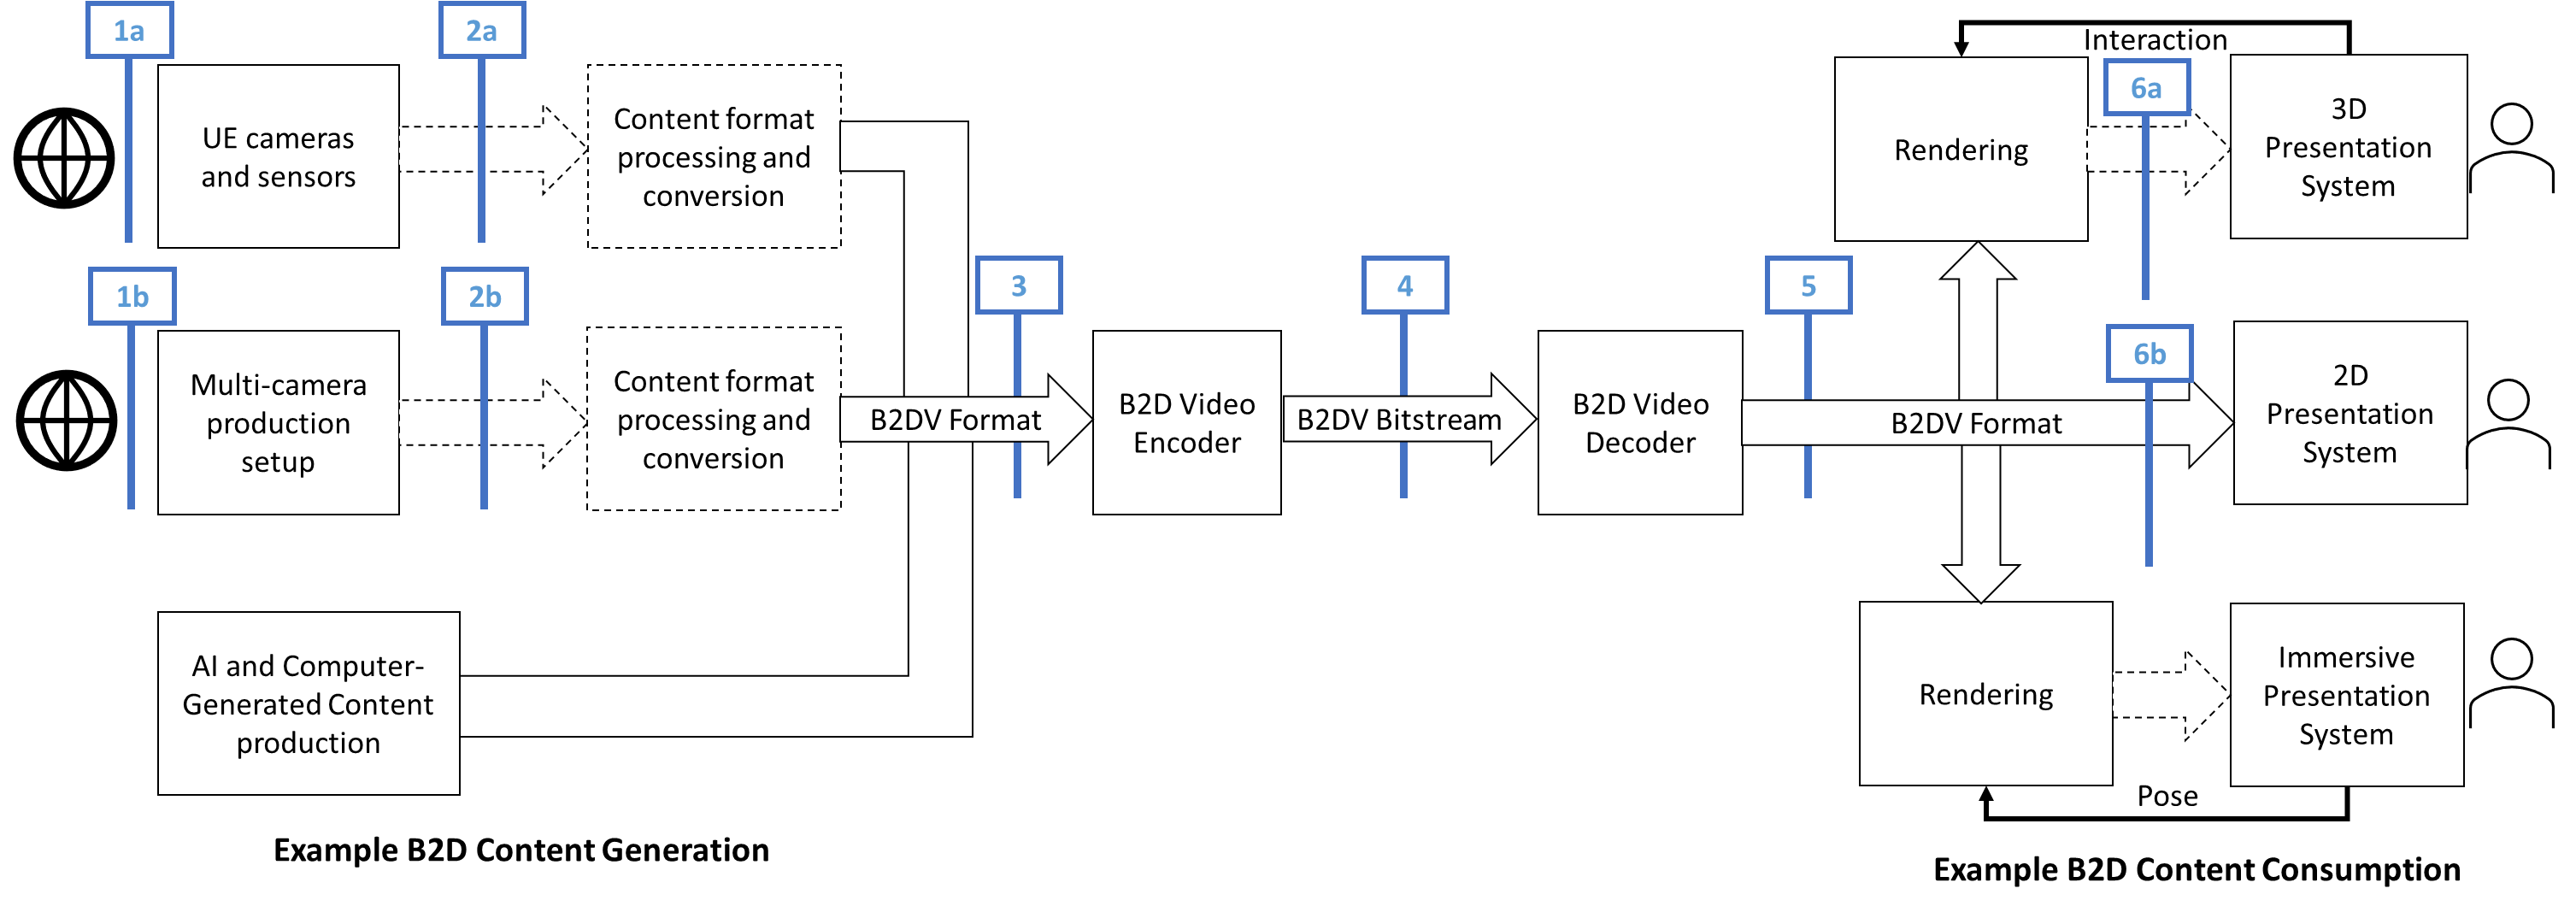 1a
2a
Interaction
6a
UE cameras
and sensors
Content format
processing and
conversion
Rendering
3D
Presentation
System
1b
2b
3
4
5
6b
Multi-camera
production
setup
Content format
processing and
conversion
B2DV Format
B2D Video
Encoder
B2DV Bitstream
B2D Video
Decoder
B2DV Format
2D
Presentation
System
AI and Computer-
Generated Content
production
Rendering
Immersive
Presentation
System
Pose
Example B2D Content Generation
Example B2D Content Consumption